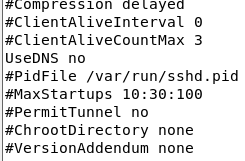 #Compression delayed
#ClientAliveInterval 0
#ClientAliveCountMax 3
UseDNS no
#PidFile /var/run/sshd.pid
#MaxStartups 10:30:100
#PermitTunnel no
#ChrootDirectory none
#VersionAddendum none